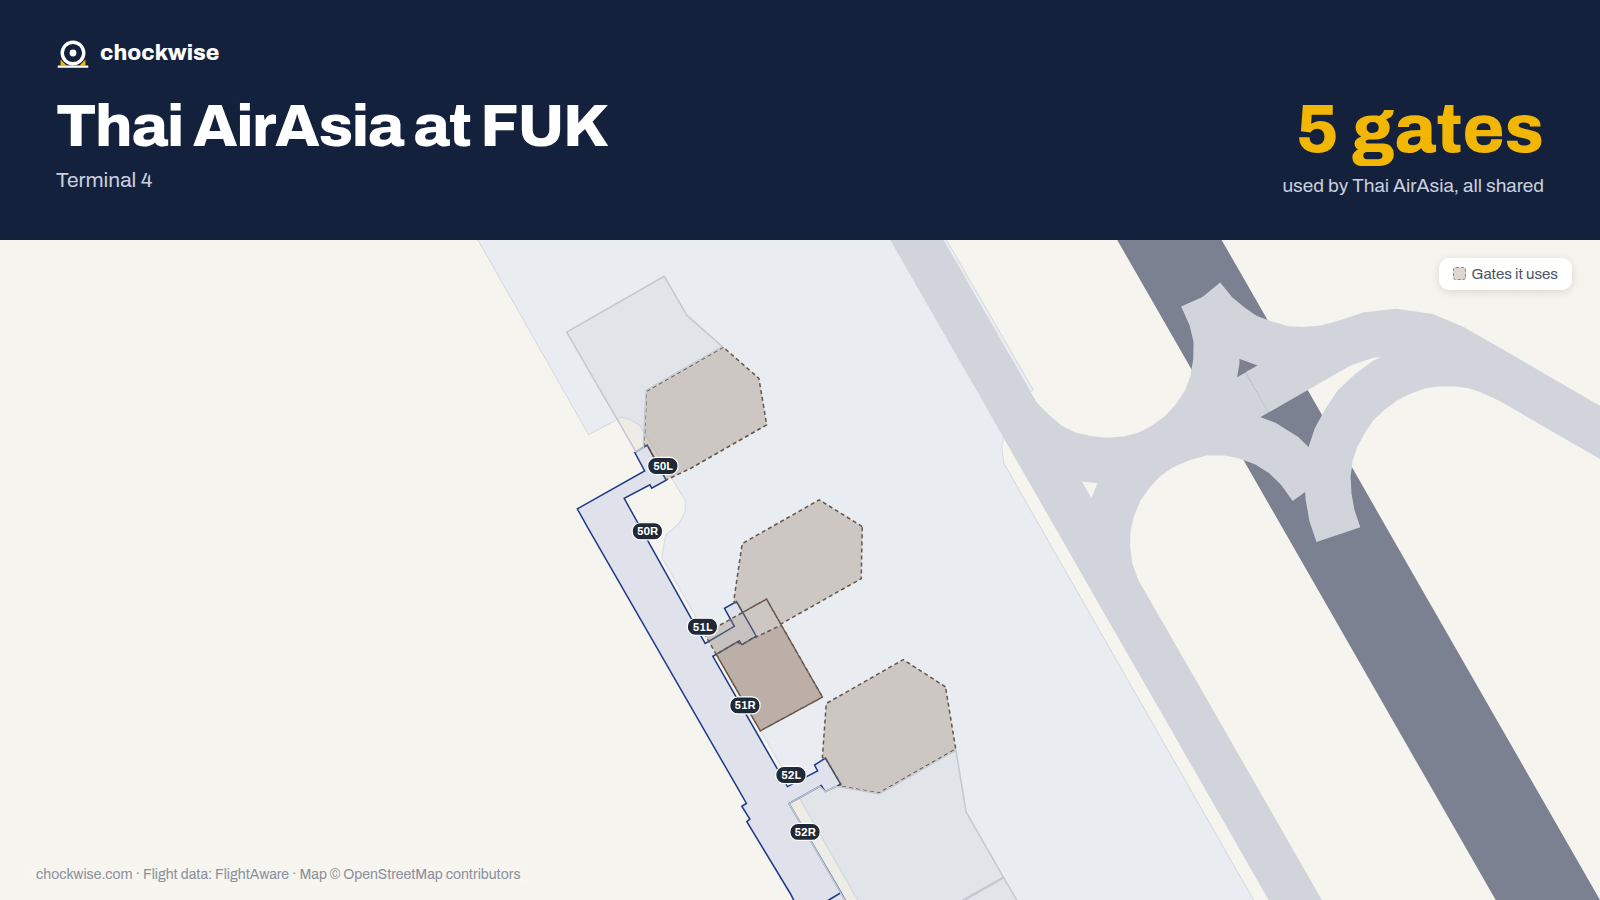 chockwise
Thai AirAsia at FUK
Terminal 4
5 gates
used by Thai AirAsia, all shared
Gates it uses
50L
50R
51L
51R
52L
52R
chockwise.com · Flight data: FlightAware · Map © OpenStreetMap contributors